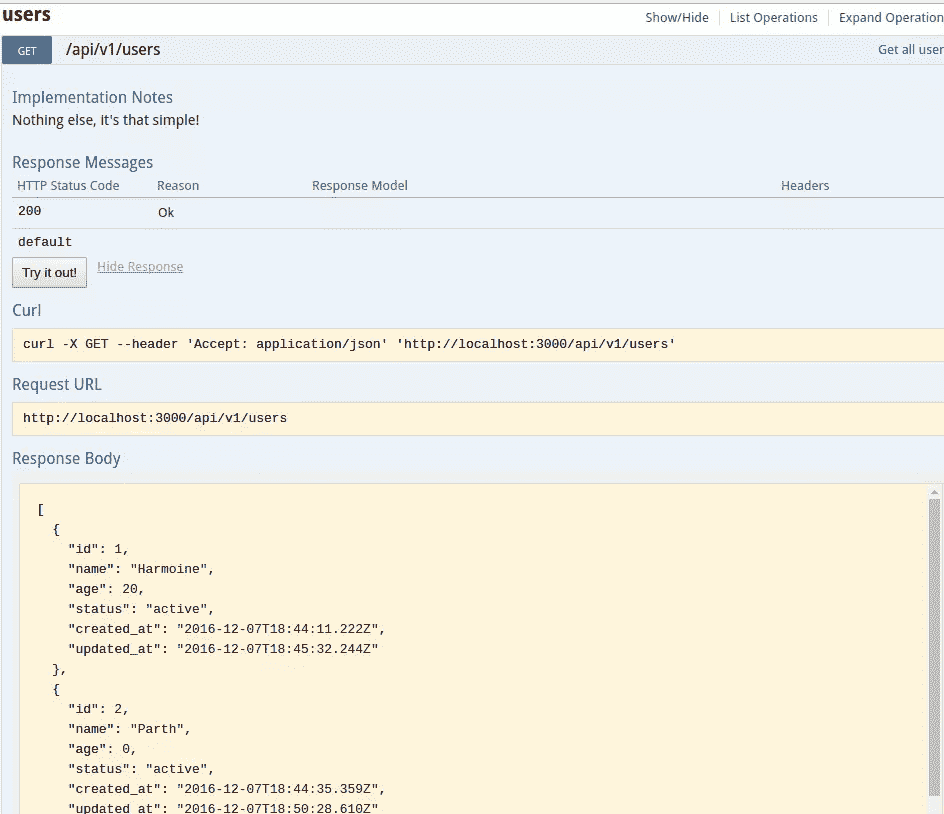 users
Show/Hide List Operations Expand Operation
GET /api/v1/users Get all user
Implementation Notes
Nothing else, it's that simple!
Response Messages
HTTP Status Code Reason Response Model Headers
200 Ok
default
Try it out! Hide Response
Curl
curl -X GET --header 'Accept: application/json' 'http://localhost:3000/api/v1/users'
Request URL
http://localhost:3000/api/v1/users
Response Body
[
{
"id": 1,
"name": "Harmoine",
"age": 20,
"status": "active",
"created_at": "2016-12-07T18:44:11.222Z",
"updated_at": "2016-12-07T18:45:32.244Z"
},
{
"id": 2,
"name": "Parth",
"age": 0,
"status": "active",
"created_at": "2016-12-07T18:44:35.359Z",
"updated_at": "2016-12-07T18:50:28.610Z"